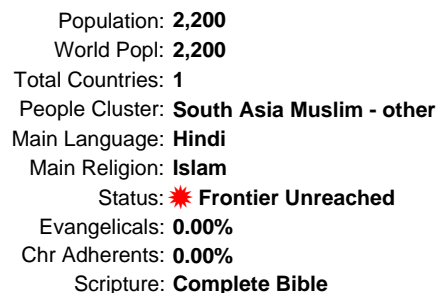 Population: 2,200
World Popl: 2,200
Total Countries: 1
People Cluster: South Asia Muslim - other
Main Language: Hindi
Main Religion: Islam
Status: Frontier Unreached
Evangelicals: 0.00%
Chr Adherents: 0.00%
Scripture: Complete Bible